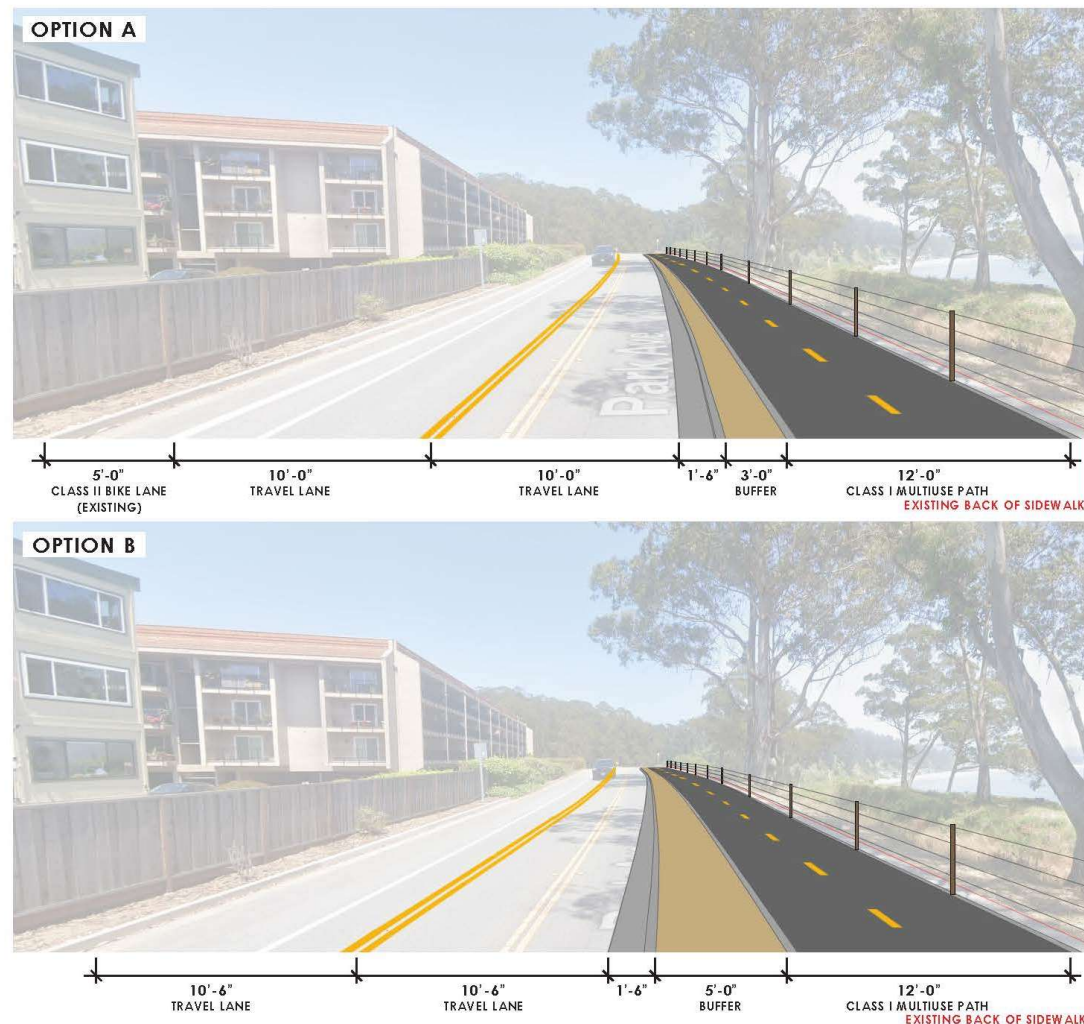 OPTION A
Park Ave
5'-0"
CLASS II BIKE LANE
(EXISTING)
10'-0"
TRAVEL LANE
10'-0"
TRAVEL LANE
1'-6"
3'-0"
BUFFER
12'-0"
CLASS I MULTIUSE PATH
EXISTING BACK OF SIDEWALK
OPTION B
10'-6"
TRAVEL LANE
10'-6"
TRAVEL LANE
1'-6"
5'-0"
BUFFER
12'-0"
CLASS I MULTIUSE PATH
EXISTING BACK OF SIDEWALK